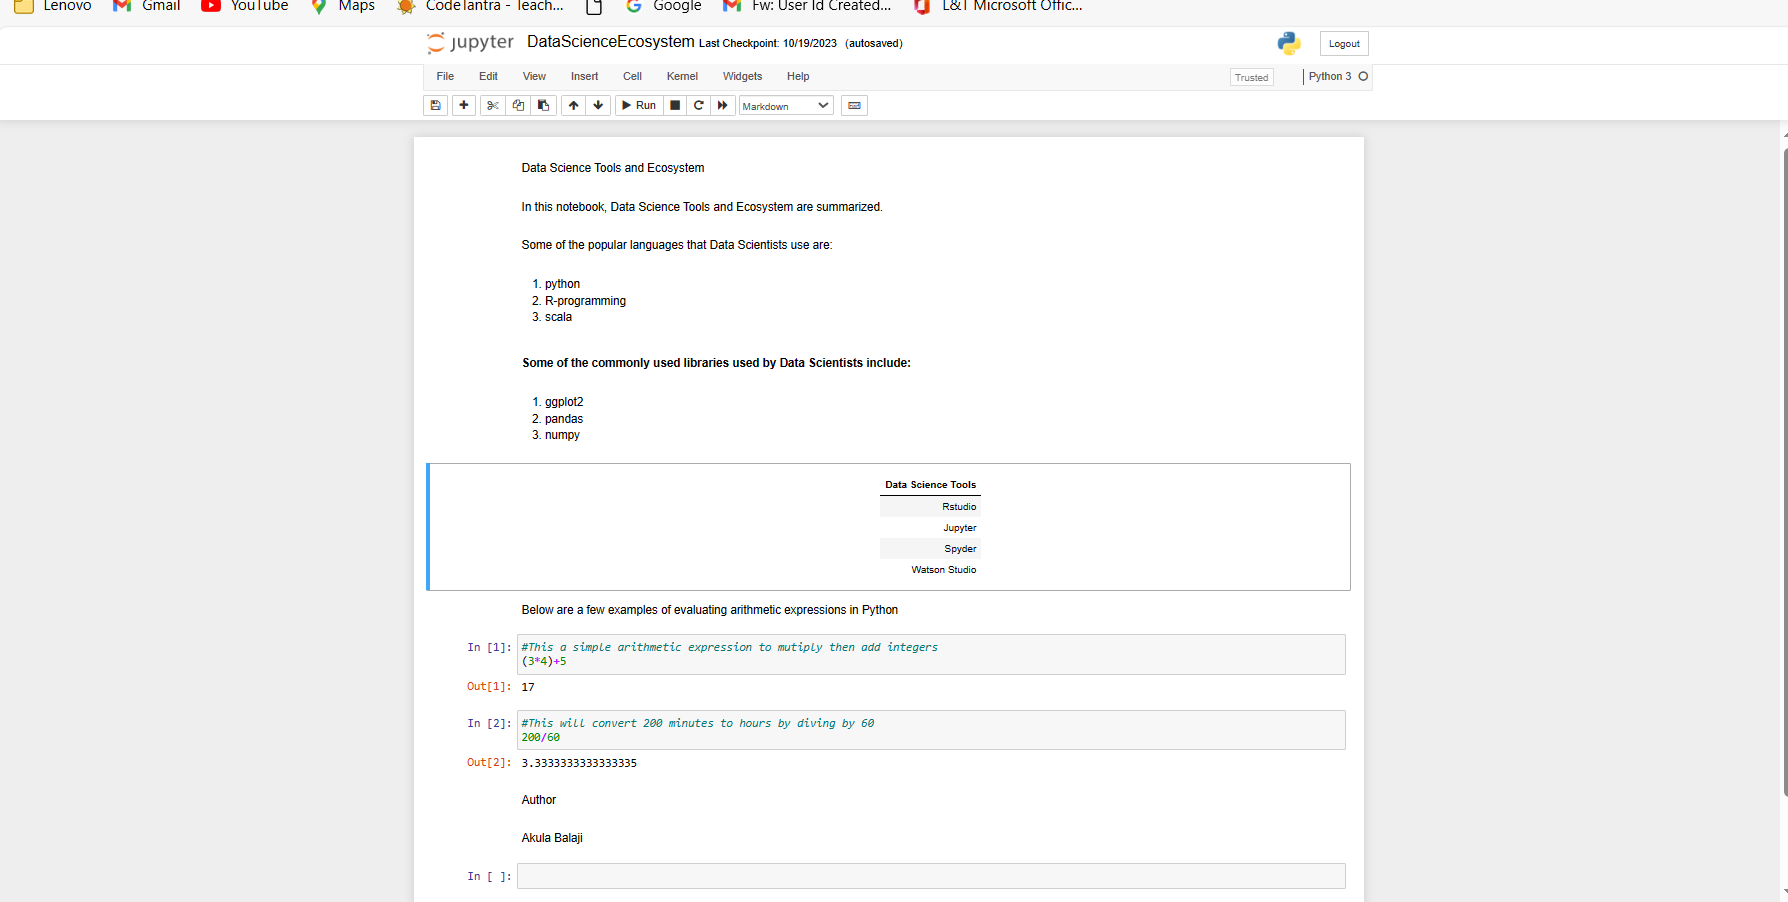 Lenovo Gmail YouTube Maps CodeTantra - Teach... Google Fw: User Id Created... L&T Microsoft Offic...
jupyter DataScienceEcosystem Last Checkpoint: 10/19/2023 (autosaved) Logout
File Edit View Insert Cell Kernel Widgets Help Trusted Python 3
Run Markdown
Data Science Tools and Ecosystem
In this notebook, Data Science Tools and Ecosystem are summarized.
Some of the popular languages that Data Scientists use are:
1. python
2. R-programming
3. scala
Some of the commonly used libraries used by Data Scientists include:
1. ggplot2
2. pandas
3. numpy
Data Science Tools
Rstudio
Jupyter
Spyder
Watson Studio
Below are a few examples of evaluating arithmetic expressions in Python
In [1]: #This a simple arithmetic expression to mutiply then add integers
(3*4)+5
Out[1]: 17
In [2]: #This will convert 200 minutes to hours by diving by 60
200/60
Out[2]: 3.3333333333333335
Author
Akula Balaji
In [ ]: